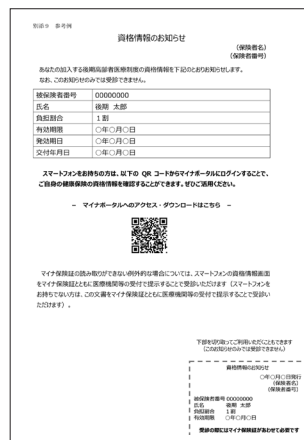 別添９ 参考例
資格情報のお知らせ
（保険者名）
（保険者番号）
あなたの加入する後期高齢者医療制度の資格情報を下記のとおりお知らせします。
なお、このお知らせのみでは受診できません。
被保険者番号 00000000
氏名 後期 太郎
負担割合 １割
有効期限 ○年○月○日
発効期日 ○年○月○日
交付年月日 ○年○月○日
スマートフォンをお持ちの方は、以下の QR コードからマイナポータルにログインすることで、
ご自身の健康保険の資格情報を確認することができます。ぜひご活用ください。
－ マイナポータルへのアクセス・ダウンロードはこちら －
マイナ保険証の読み取りができない例外的な場合については、スマートフォンの資格情報画面
をマイナ保険証とともに医療機関等の受付で提示することで受診いただけます（スマートフォンを
お持ちでない方は、この文書をマイナ保険証とともに医療機関等の受付で提示することで受診い
ただけます）。
下部を切り取ってご利用いただくこともできます
（このお知らせのみでは受診できません）
資格情報のお知らせ
○年○月○日発行
（保険者名）
（保険者番号）
被保険者番号 00000000
氏名 後期 太郎
負担割合 １割
有効期限 ○年○月○日
受診の際にはマイナ保険証があわせて必要です